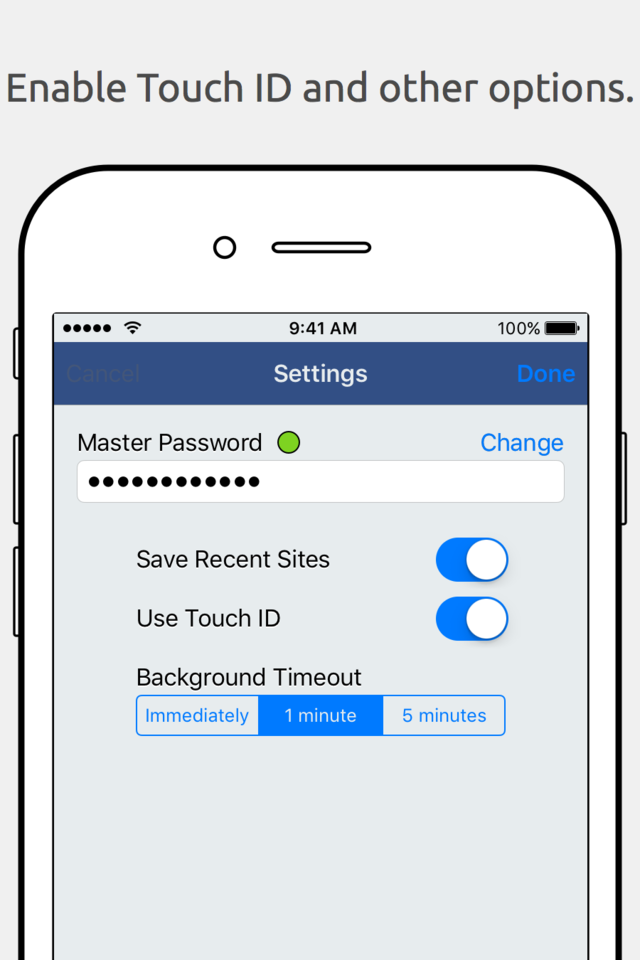 Enable Touch ID and other options.
9:41 AM 100%
Cancel Settings Done
Master Password Change
●●●●●●●●●●●●
Save Recent Sites
Use Touch ID
Background Timeout
Immediately 1 minute 5 minutes